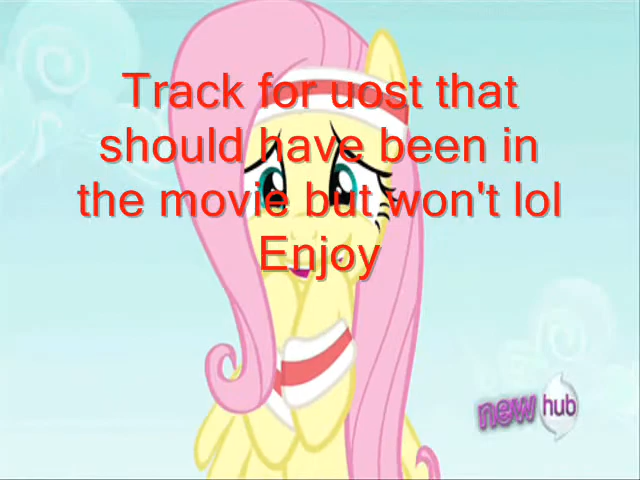 Track for uost that
should have been in
the movie but won't lol
Enjoy
new hub